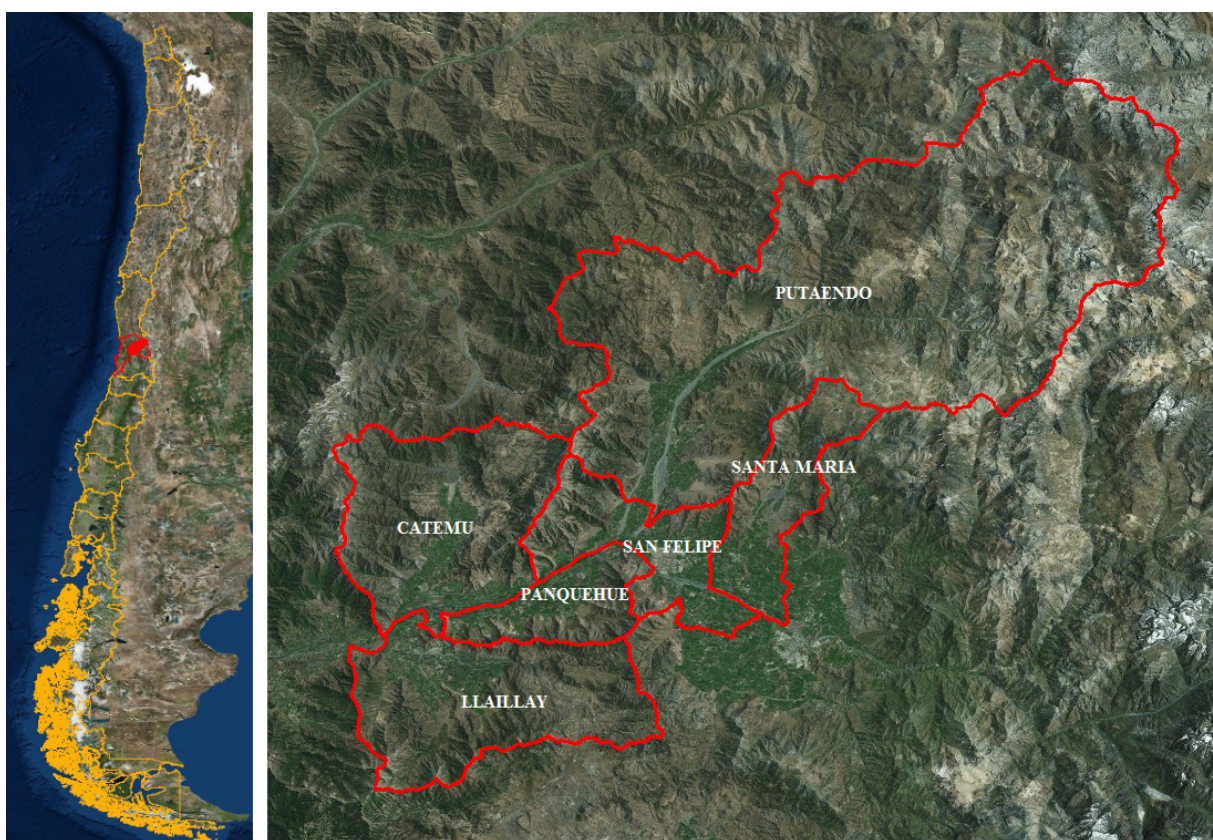 PUTAENDO
SANTA MARIA
CATEMU
SAN FELIPE
PANQUEHUE
LLAILLAY